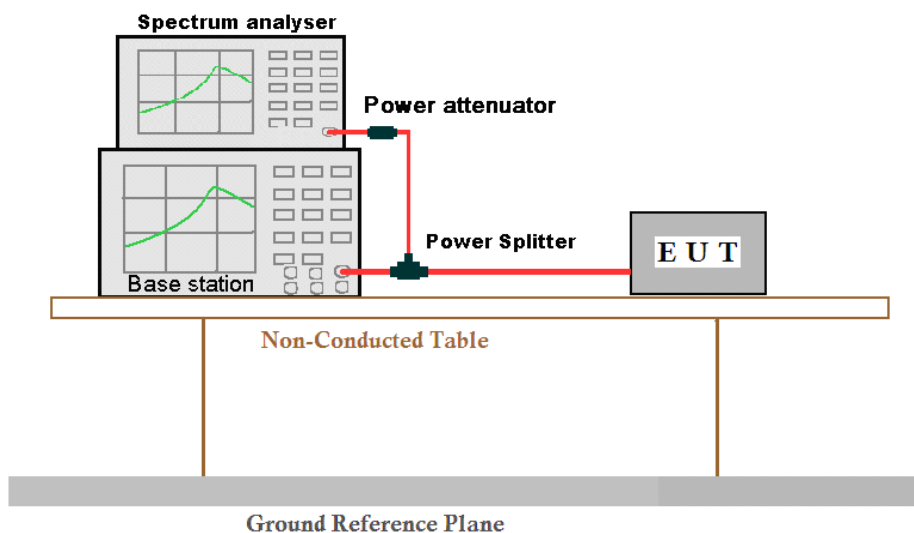 Spectrum analyser
Power attenuator
Power Splitter
E U T
Base station
Non-Conducted Table
Ground Reference Plane